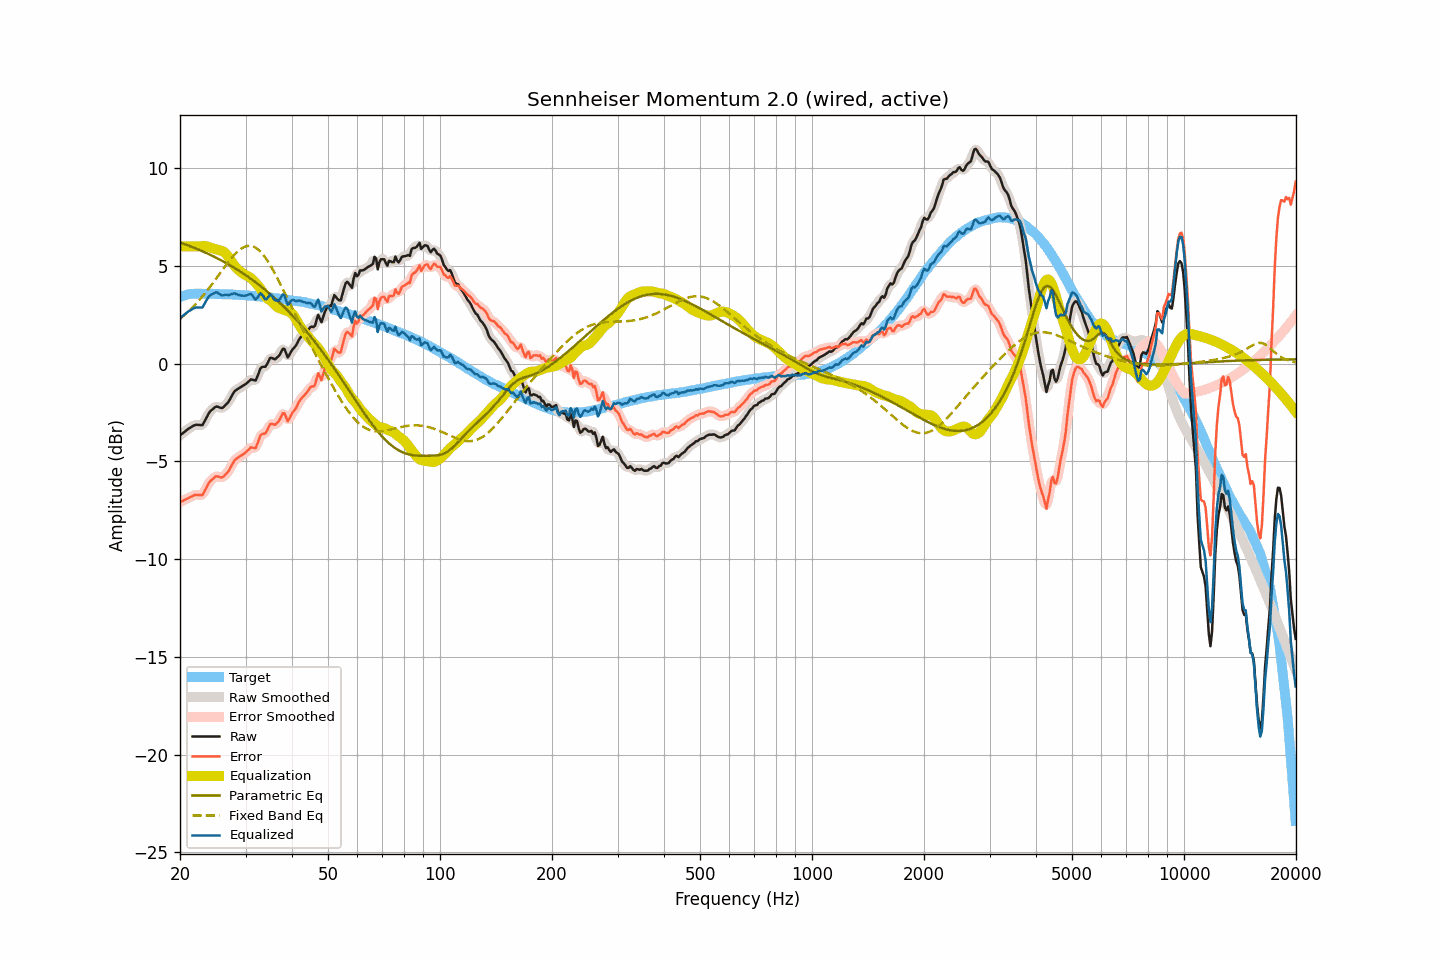 Sennheiser Momentum 2.0 (wired, active)
10
5
0
−5
−10
−15
−20
−25
Amplitude (dBr)
Target
Raw Smoothed
Error Smoothed
Raw
Error
Equalization
Parametric Eq
Fixed Band Eq
Equalized
20 50 100 200 500 1000 2000 5000 10000 20000
Frequency (Hz)